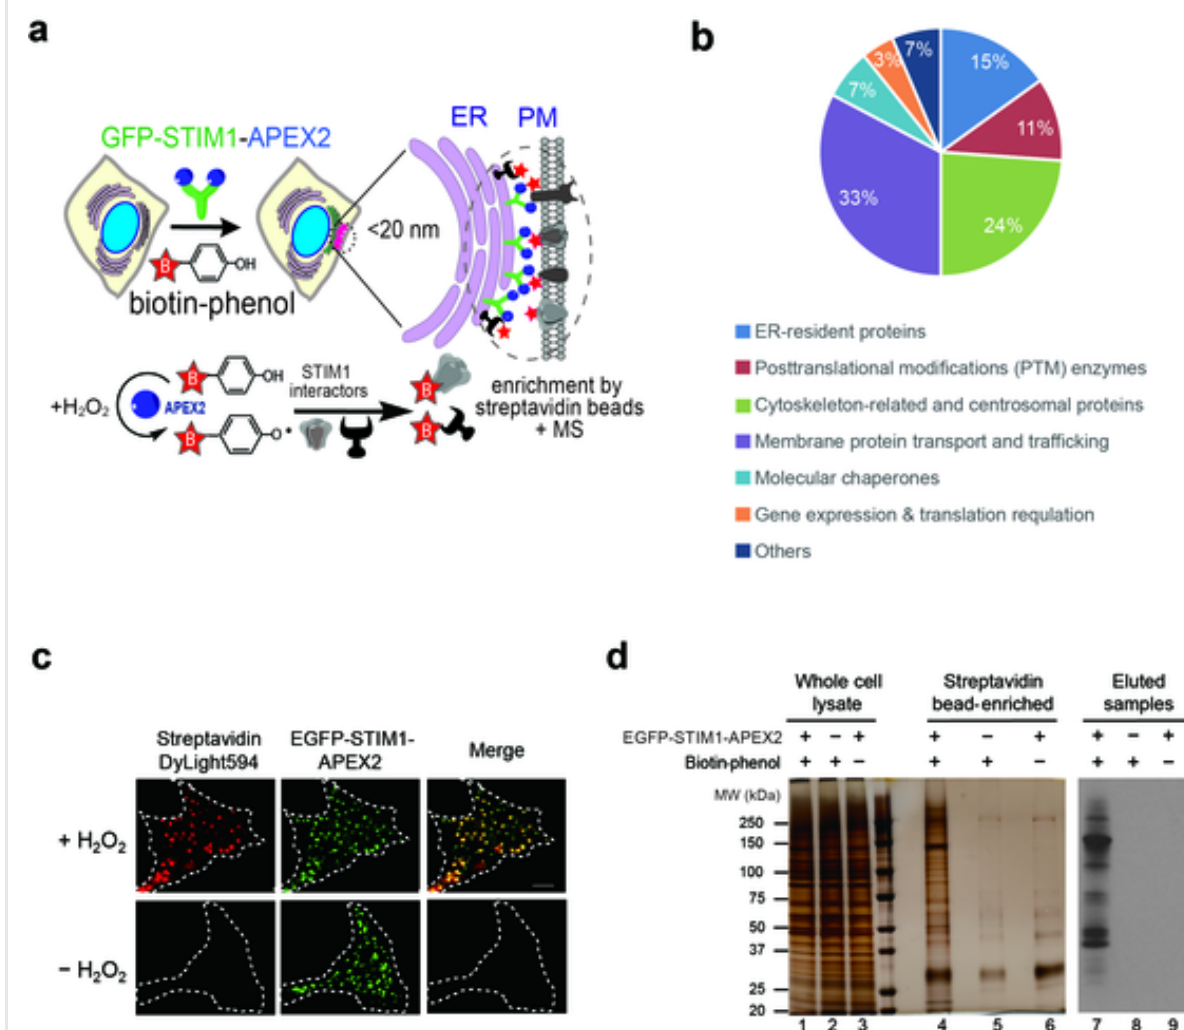 a
GFP-STIM1-APEX2
ER PM
<20 nm
B
OH
biotin-phenol
B
OH
+H₂O₂
APEX2
B
O•
STIM1
interactors
B
B
enrichment by
streptavidin beads
+ MS
b
7%
15%
3%
7%
11%
33%
24%
ER-resident proteins
Posttranslational modifications (PTM) enzymes
Cytoskeleton-related and centrosomal proteins
Membrane protein transport and trafficking
Molecular chaperones
Gene expression & translation requlation
Others
c
Streptavidin
DyLight594
EGFP-STIM1-
APEX2
Merge
+ H₂O₂
− H₂O₂
d
Whole cell
lysate
Streptavidin
bead-enriched
Eluted
samples
EGFP-STIM1-APEX2 + − + + − + + − +
Biotin-phenol + + − + + − + + −
MW (kDa)
250
150
100
75
50
37
25
20
1 2 3 4 5 6 7 8 9